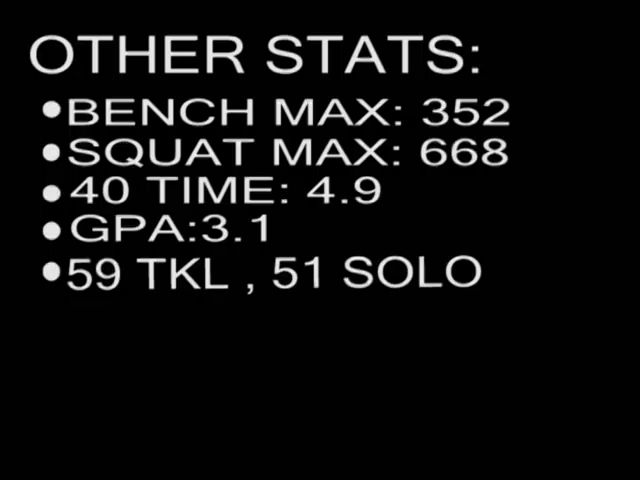 OTHER STATS:
•BENCH MAX: 352
•SQUAT MAX: 668
•40 TIME: 4.9
•GPA:3.1
•59 TKL , 51 SOLO